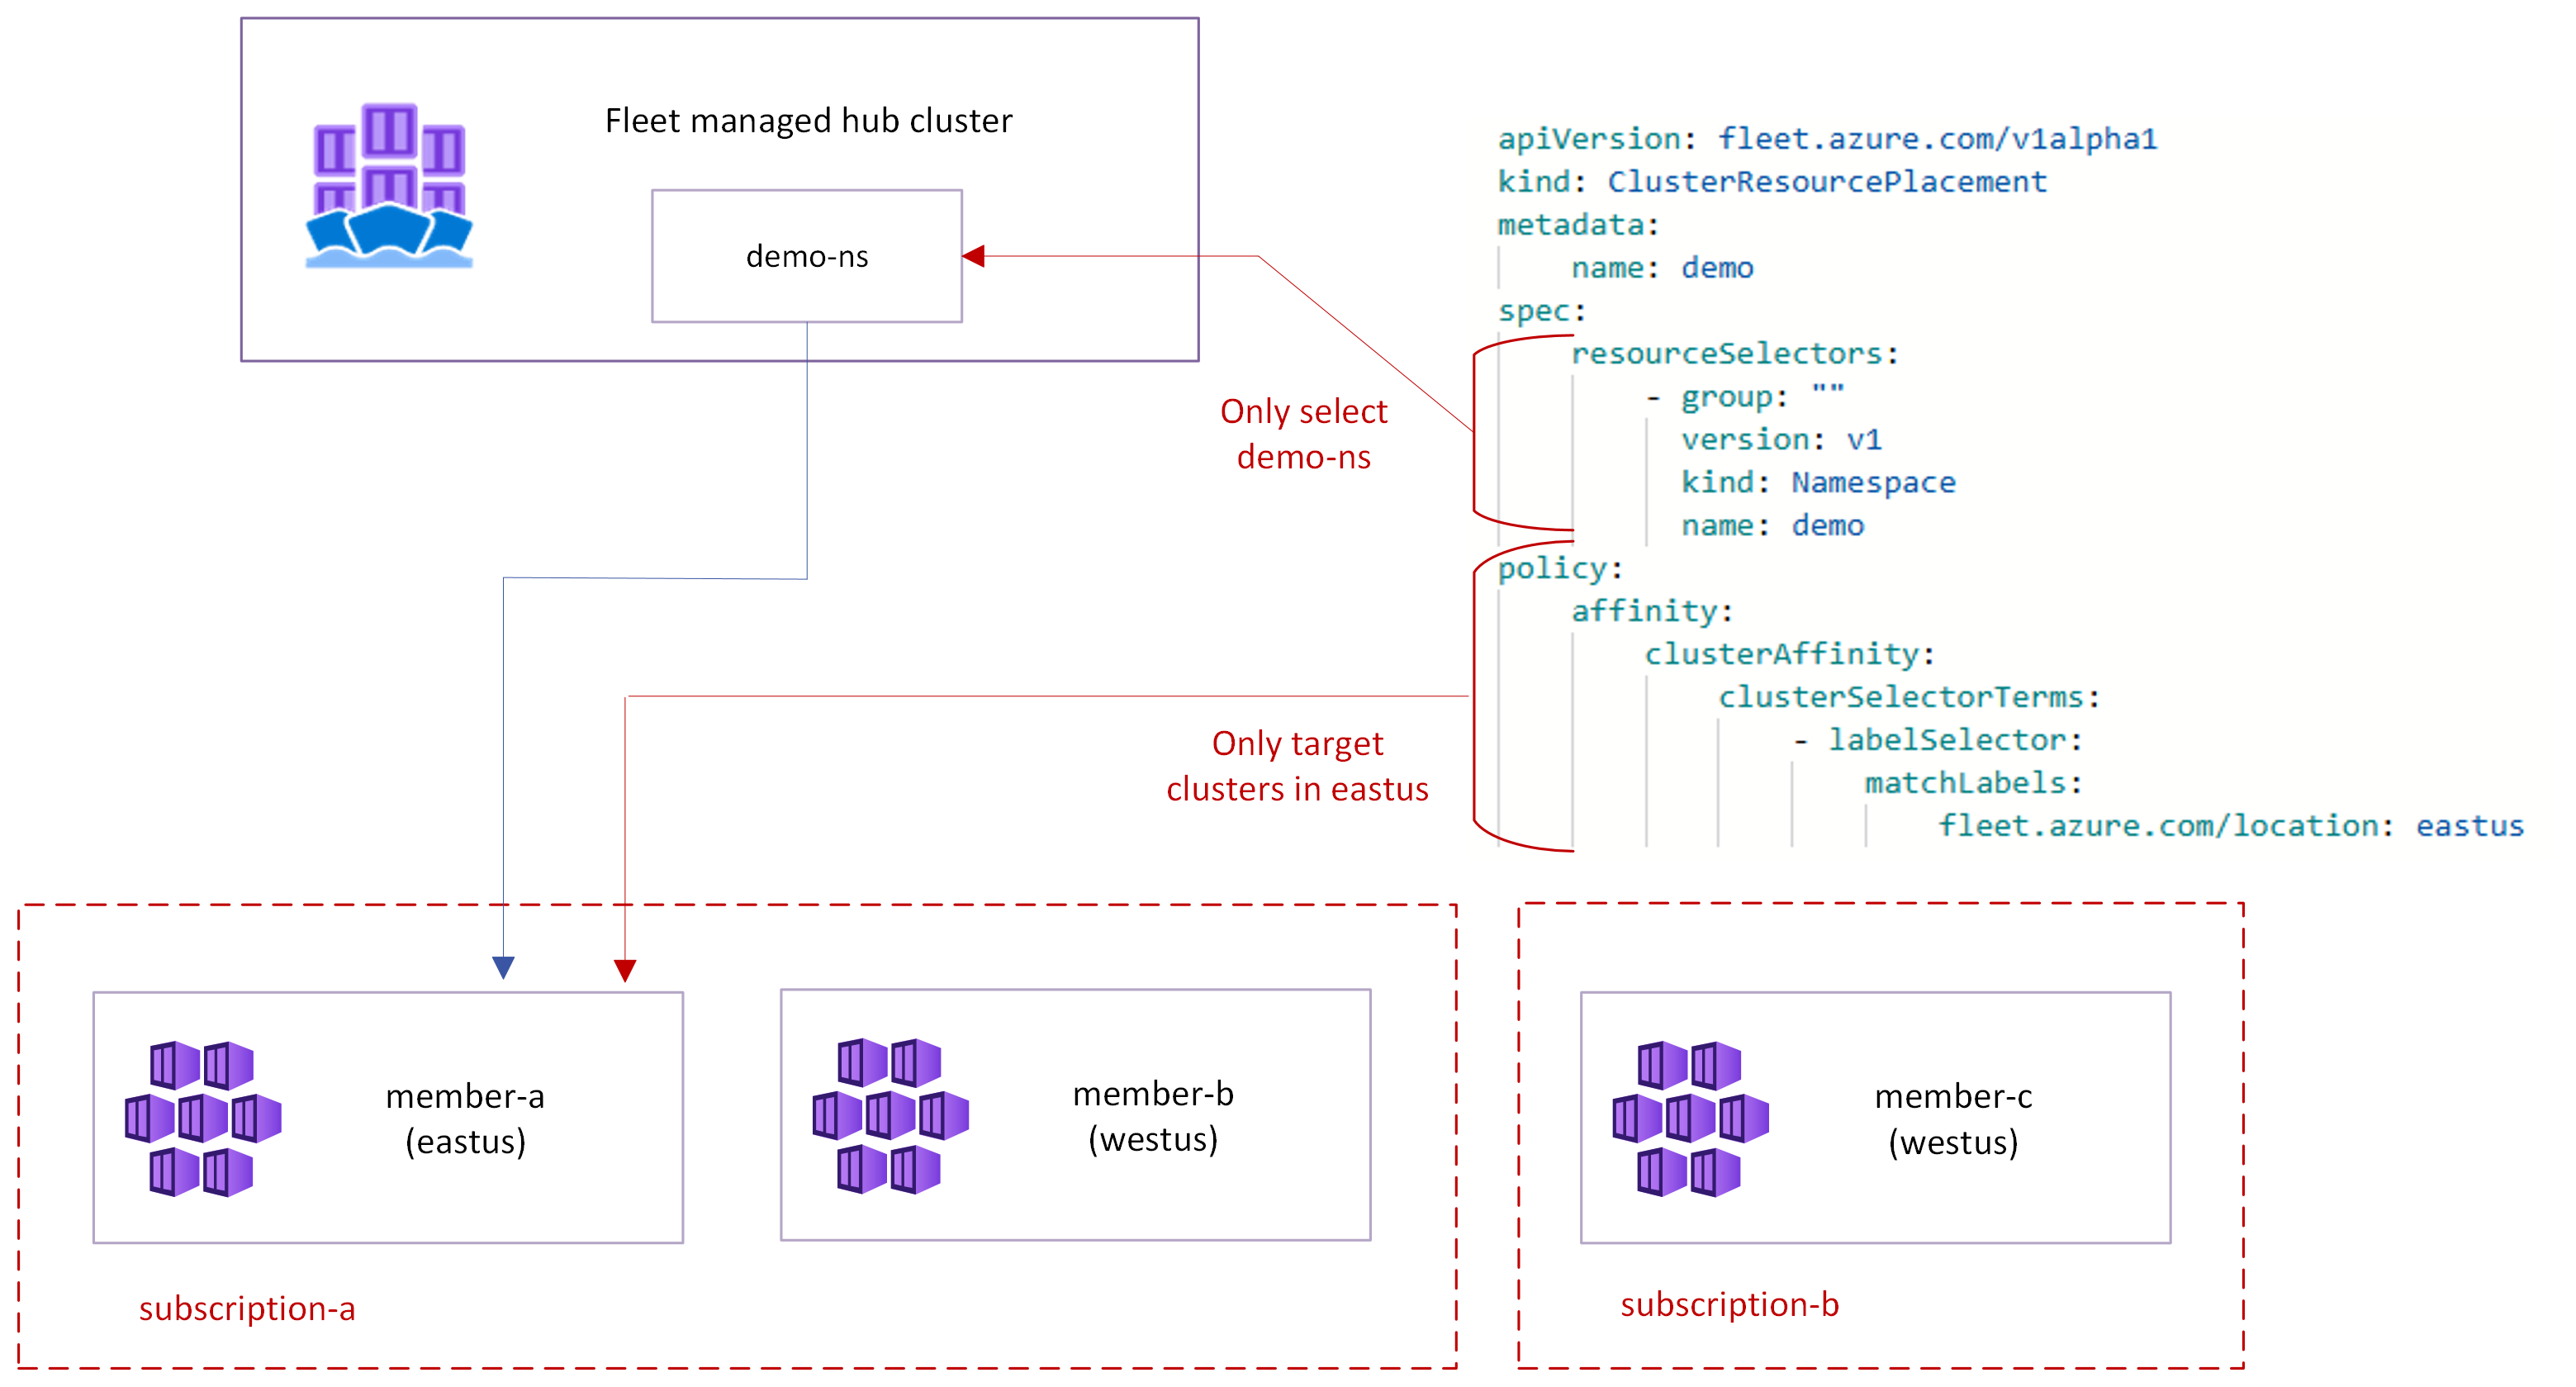 Fleet managed hub cluster
demo-ns
apiVersion: fleet.azure.com/v1alpha1
kind: ClusterResourcePlacement
metadata:
name: demo
spec:
resourceSelectors:
- group: ""
version: v1
kind: Namespace
name: demo
policy:
affinity:
clusterAffinity:
clusterSelectorTerms:
- labelSelector:
matchLabels:
fleet.azure.com/location: eastus
Only select
demo-ns
Only target
clusters in eastus
member-a
(eastus)
member-b
(westus)
member-c
(westus)
subscription-a
subscription-b